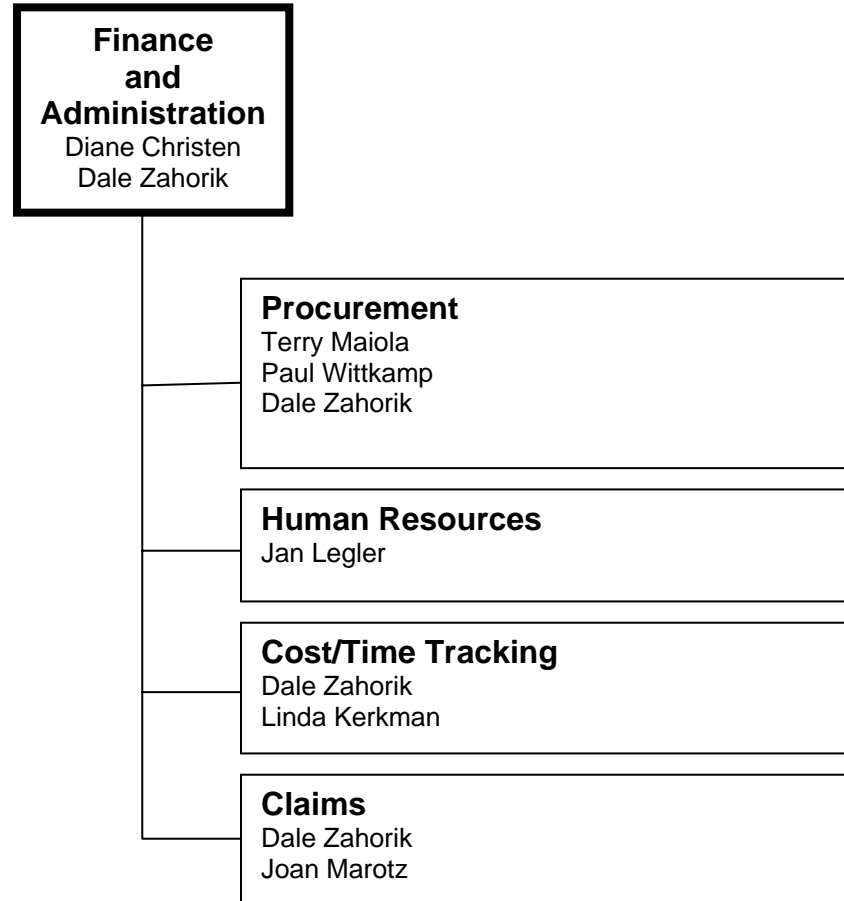 Finance
and
Administration
Diane Christen
Dale Zahorik
Procurement
Terry Maiola
Paul Wittkamp
Dale Zahorik
Human Resources
Jan Legler
Cost/Time Tracking
Dale Zahorik
Linda Kerkman
Claims
Dale Zahorik
Joan Marotz